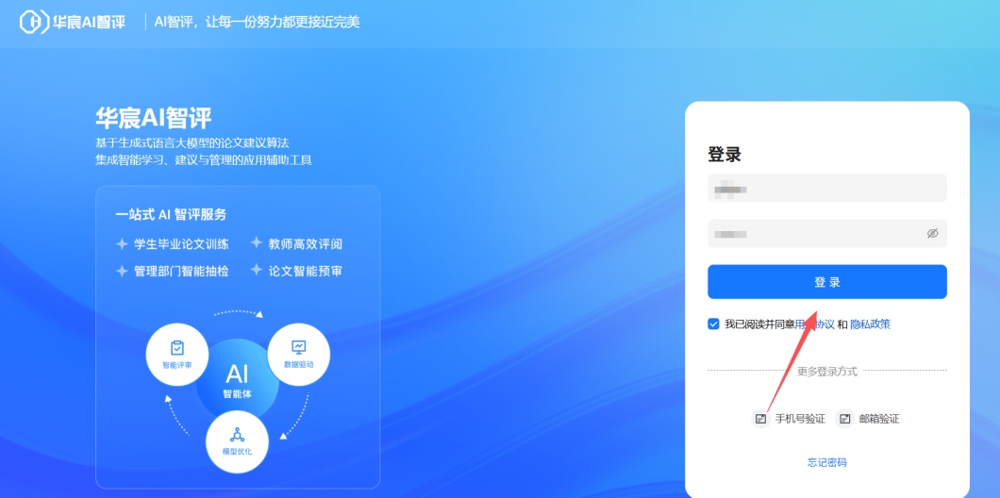 华宸AI智评
AI智评，让每一份努力都更接近完美
华宸AI智评
基于生成式语言大模型的论文建议算法
集成智能学习、建议与管理的应用辅助工具
一站式 AI 智评服务
学生毕业论文训练
教师高效评阅
管理部门智能抽检
论文智能预审
智能评审
数据驱动
AI
智能体
模型优化
登录
登 录
我已阅读并同意用 协议 和 隐私政策
更多登录方式
手机号验证
邮箱验证
忘记密码